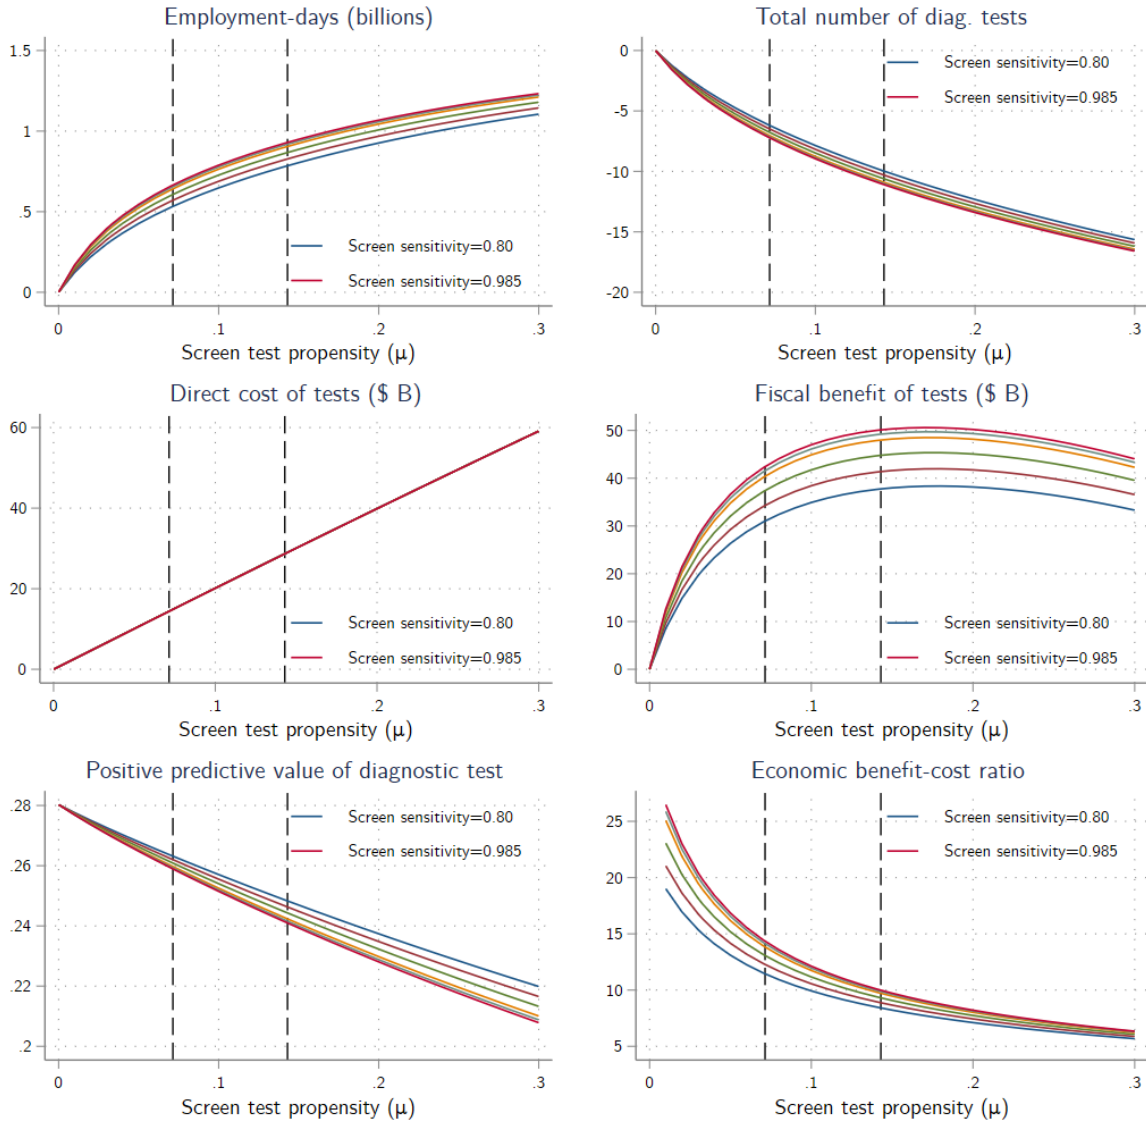 Employment-days (billions)
1.5
1
.5
0
Screen sensitivity=0.80
Screen sensitivity=0.985
0 .1 .2 .3
Screen test propensity (μ)
Total number of diag. tests
0
-5
-10
-15
-20
Screen sensitivity=0.80
Screen sensitivity=0.985
0 .1 .2 .3
Screen test propensity (μ)
Direct cost of tests ($ B)
60
40
20
0
Screen sensitivity=0.80
Screen sensitivity=0.985
0 .1 .2 .3
Screen test propensity (μ)
Fiscal benefit of tests ($ B)
50
40
30
20
10
0
Screen sensitivity=0.80
Screen sensitivity=0.985
0 .1 .2 .3
Screen test propensity (μ)
Positive predictive value of diagnostic test
.28
.26
.24
.22
.2
Screen sensitivity=0.80
Screen sensitivity=0.985
0 .1 .2 .3
Screen test propensity (μ)
Economic benefit-cost ratio
25
20
15
10
5
Screen sensitivity=0.80
Screen sensitivity=0.985
0 .1 .2 .3
Screen test propensity (μ)